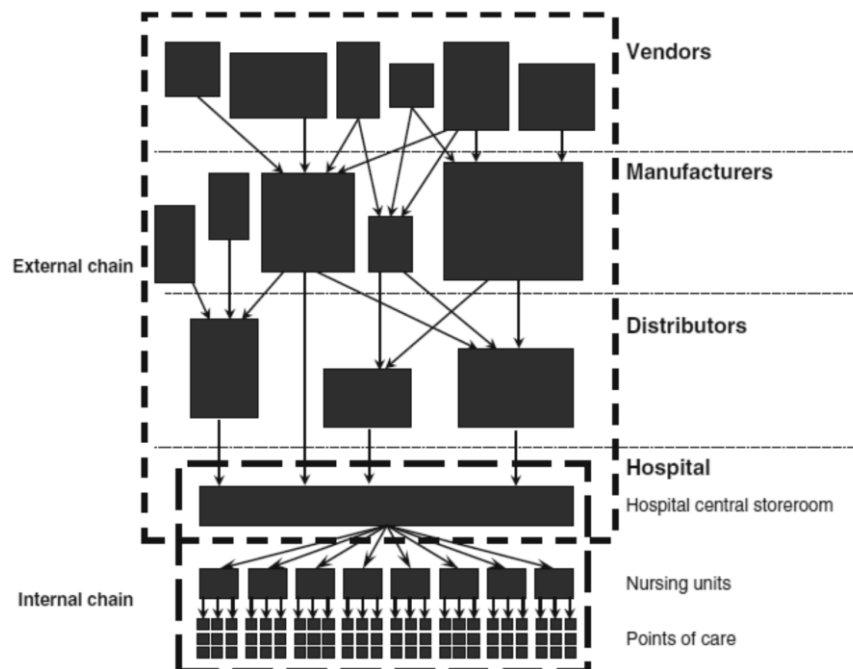 Vendors
Manufacturers
External chain
Distributors
Hospital
Hospital central storeroom
Nursing units
Internal chain
Points of care